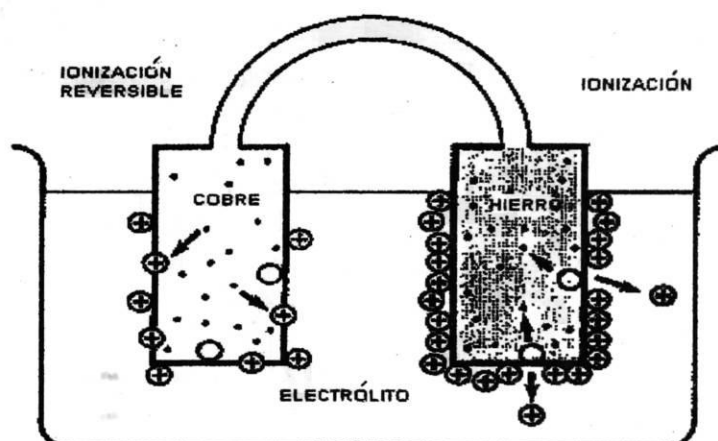 IONIZACIÓN
REVERSIBLE
IONIZACIÓN
COBRE
HIERRO
ELECTRÓLITO